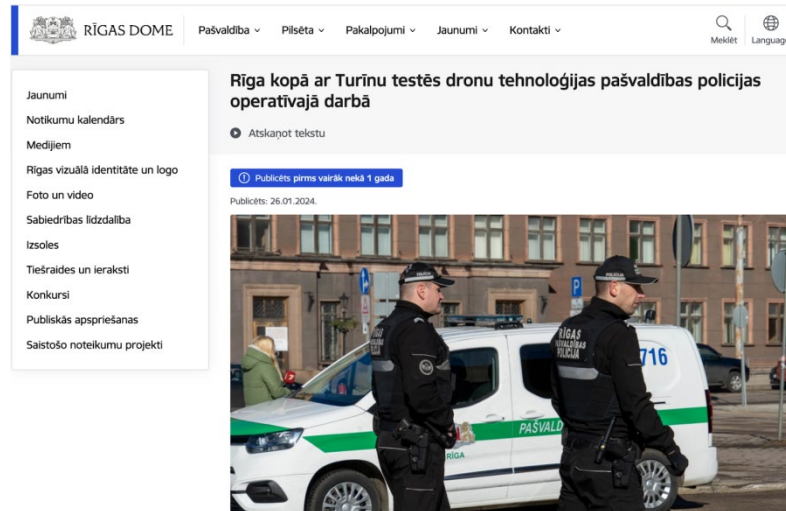 RĪGAS DOME
Pašvaldība
Pilsēta
Pakalpojumi
Jaunumi
Kontakti
Meklēt
Language
Jaunumi
Notikumu kalendārs
Medijiem
Rīgas vizuālā identitāte un logo
Foto un video
Sabiedrības līdzdalība
Izsoles
Tiešraides un ieraksti
Konkursi
Publiskās apspriešanas
Saistošo noteikumu projekti
Rīga kopā ar Turīnu testēs dronu tehnoloģijas pašvaldības policijas
operatīvajā darbā
Atskaņot tekstu
Publicēts pirms vairāk nekā 1 gada
Publicēts: 26.01.2024.
P
POLICIJA
RĪGAS
PAŠVALDĪBAS
POLICIJA
716
PAŠVALD
RĪGA